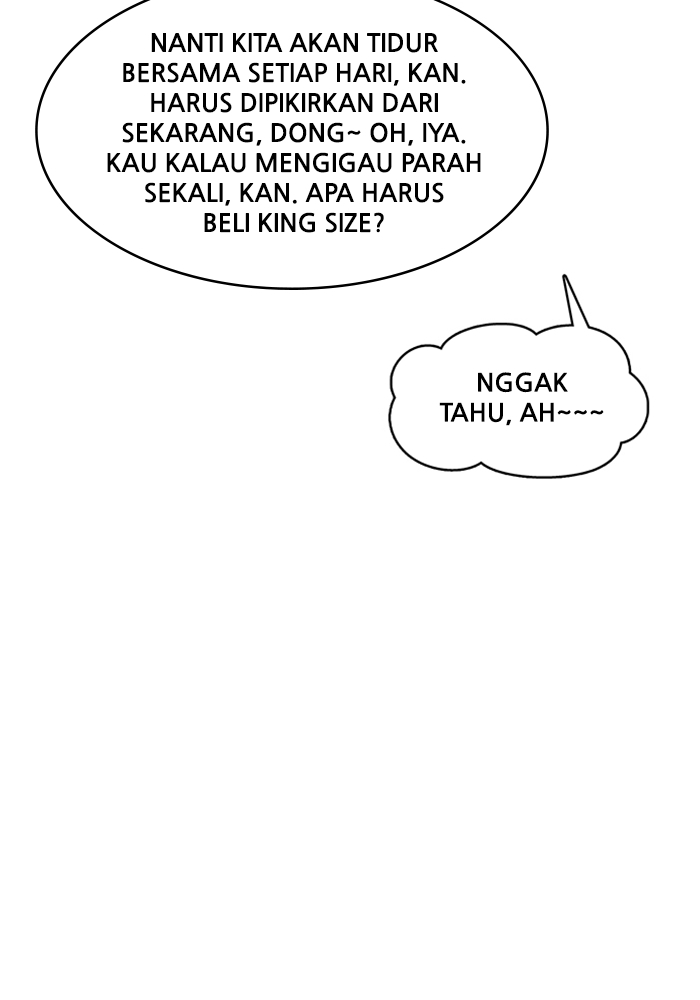 NANTI KITA AKAN TIDUR
BERSAMA SETIAP HARI, KAN.
HARUS DIPIKIRKAN DARI
SEKARANG, DONG~ OH, IYA.
KAU KALAU MENGIGAU PARAH
SEKALI, KAN. APA HARUS
BELI KING SIZE?
NGGAK
TAHU, AH~~~